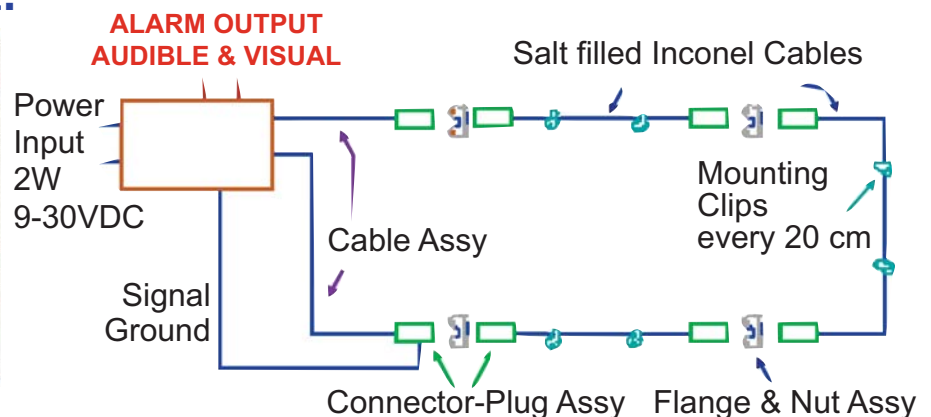 ALARM OUTPUT
AUDIBLE & VISUAL
Salt filled Inconel Cables
Power
Input
2W
9-30VDC
Mounting
Clips
every 20 cm
Cable Assy
Signal
Ground
Connector-Plug Assy
Flange & Nut Assy